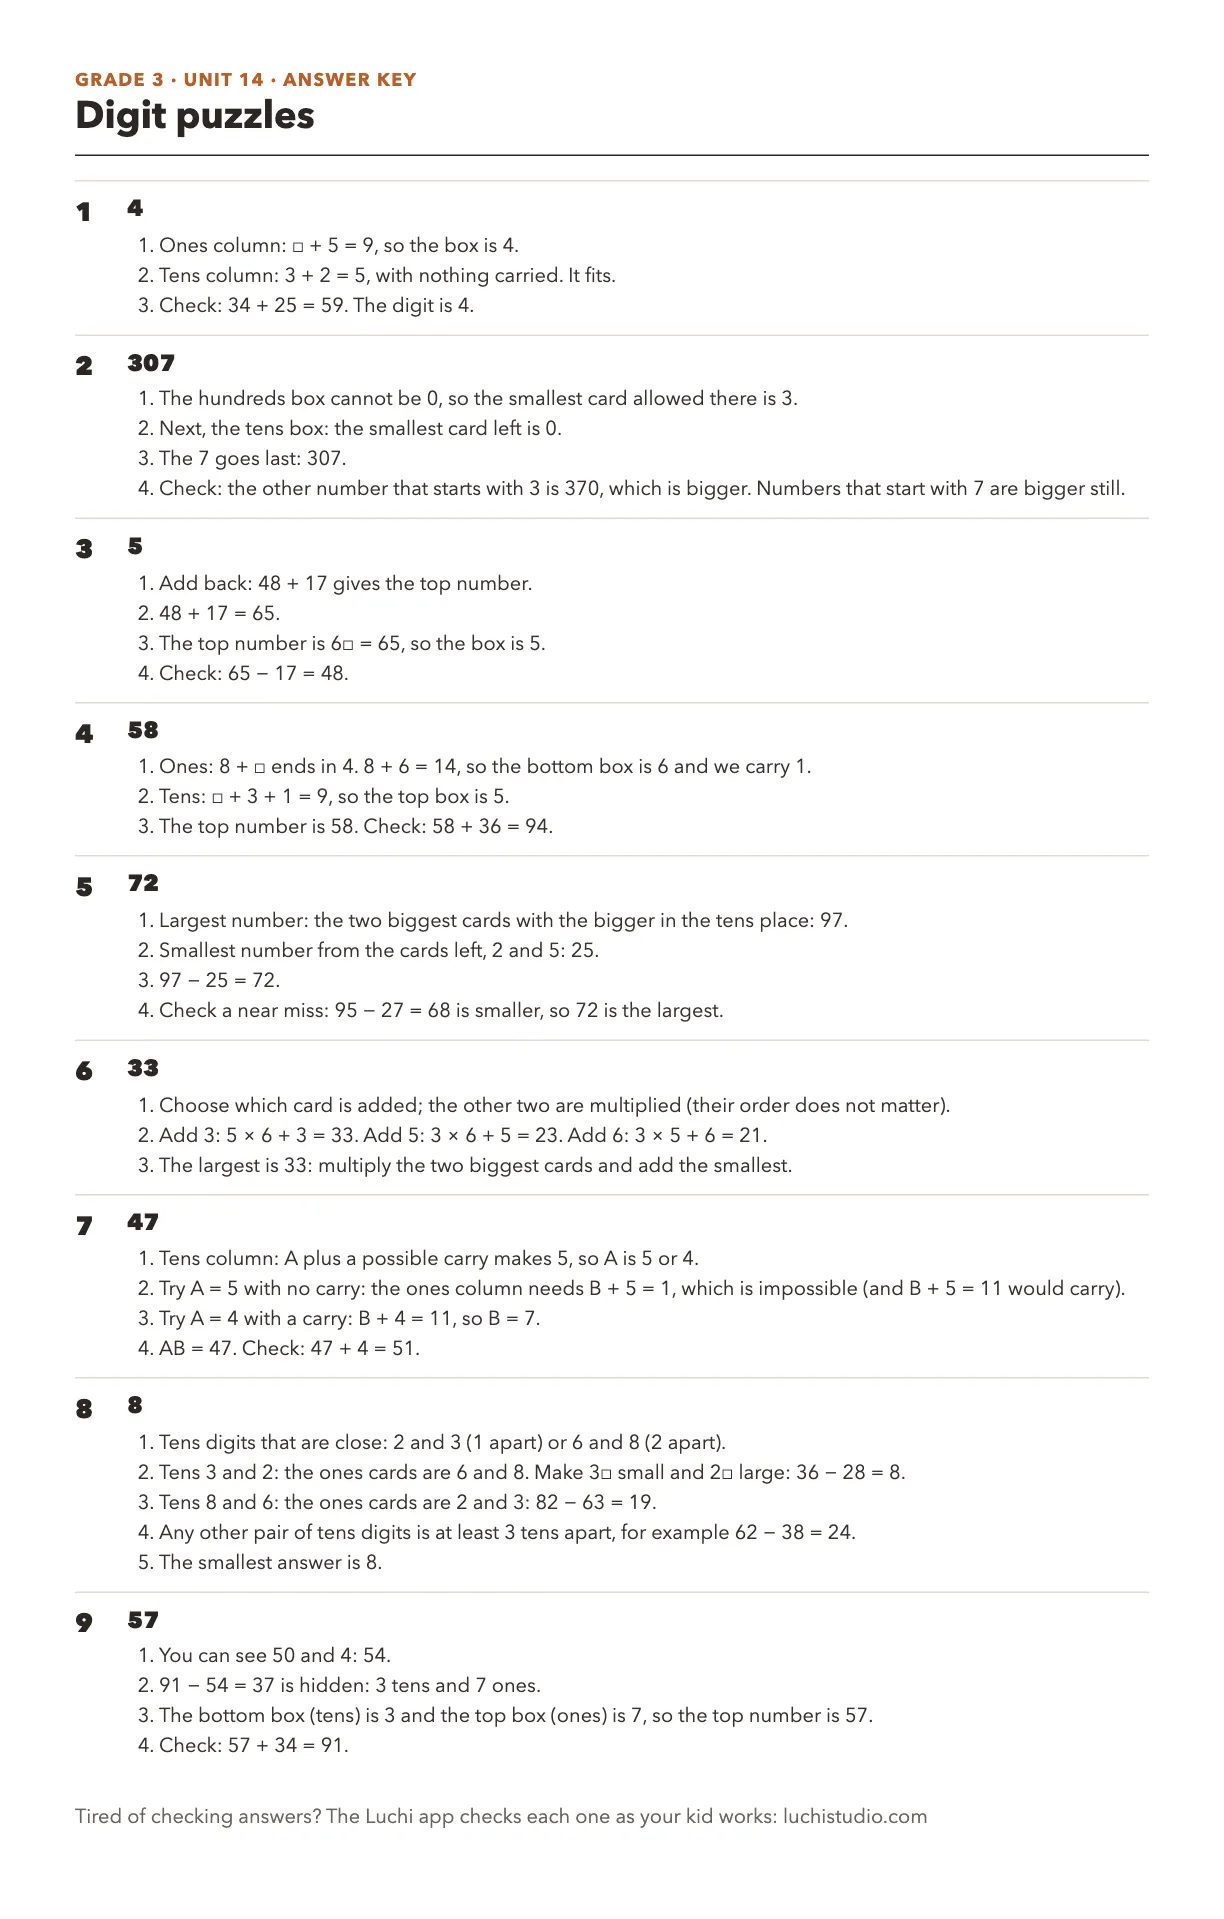 GRADE 3 · UNIT 14 · ANSWER KEY
Digit puzzles
1 4
1. Ones column: □ + 5 = 9, so the box is 4.
2. Tens column: 3 + 2 = 5, with nothing carried. It fits.
3. Check: 34 + 25 = 59. The digit is 4.
2 307
1. The hundreds box cannot be 0, so the smallest card allowed there is 3.
2. Next, the tens box: the smallest card left is 0.
3. The 7 goes last: 307.
4. Check: the other number that starts with 3 is 370, which is bigger. Numbers that start with 7 are bigger still.
3 5
1. Add back: 48 + 17 gives the top number.
2. 48 + 17 = 65.
3. The top number is 6□ = 65, so the box is 5.
4. Check: 65 − 17 = 48.
4 58
1. Ones: 8 + □ ends in 4. 8 + 6 = 14, so the bottom box is 6 and we carry 1.
2. Tens: □ + 3 + 1 = 9, so the top box is 5.
3. The top number is 58. Check: 58 + 36 = 94.
5 72
1. Largest number: the two biggest cards with the bigger in the tens place: 97.
2. Smallest number from the cards left, 2 and 5: 25.
3. 97 − 25 = 72.
4. Check a near miss: 95 − 27 = 68 is smaller, so 72 is the largest.
6 33
1. Choose which card is added; the other two are multiplied (their order does not matter).
2. Add 3: 5 × 6 + 3 = 33. Add 5: 3 × 6 + 5 = 23. Add 6: 3 × 5 + 6 = 21.
3. The largest is 33: multiply the two biggest cards and add the smallest.
7 47
1. Tens column: A plus a possible carry makes 5, so A is 5 or 4.
2. Try A = 5 with no carry: the ones column needs B + 5 = 1, which is impossible (and B + 5 = 11 would carry).
3. Try A = 4 with a carry: B + 4 = 11, so B = 7.
4. AB = 47. Check: 47 + 4 = 51.
8 8
1. Tens digits that are close: 2 and 3 (1 apart) or 6 and 8 (2 apart).
2. Tens 3 and 2: the ones cards are 6 and 8. Make 3□ small and 2□ large: 36 − 28 = 8.
3. Tens 8 and 6: the ones cards are 2 and 3: 82 − 63 = 19.
4. Any other pair of tens digits is at least 3 tens apart, for example 62 − 38 = 24.
5. The smallest answer is 8.
9 57
1. You can see 50 and 4: 54.
2. 91 − 54 = 37 is hidden: 3 tens and 7 ones.
3. The bottom box (tens) is 3 and the top box (ones) is 7, so the top number is 57.
4. Check: 57 + 34 = 91.
Tired of checking answers? The Luchi app checks each one as your kid works: luchistudio.com